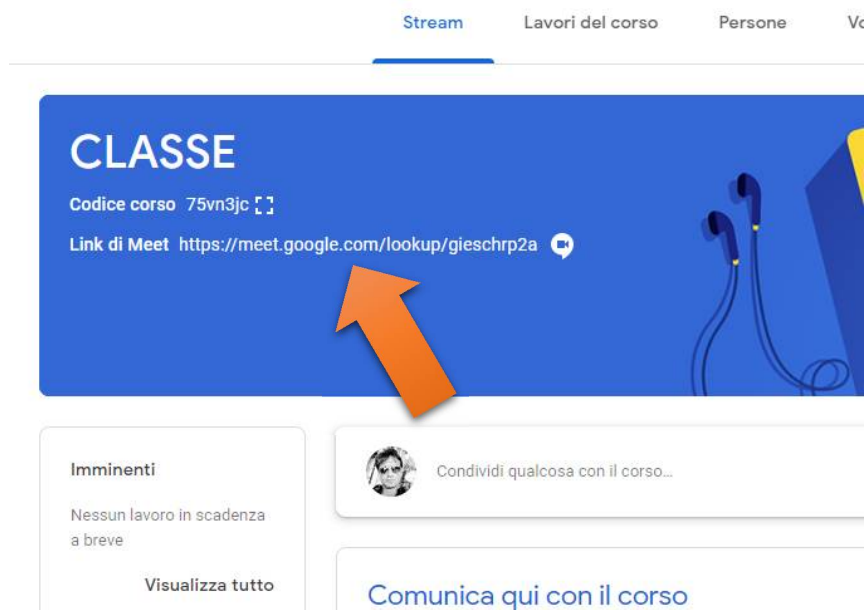 Stream Lavori del corso Persone
CLASSE
Codice corso 75vn3jc
Link di Meet https://meet.google.com/lookup/gieschrp2a
Imminenti
Nessun lavoro in scadenza
a breve
Visualizza tutto
Condividi qualcosa con il corso...
Comunica qui con il corso